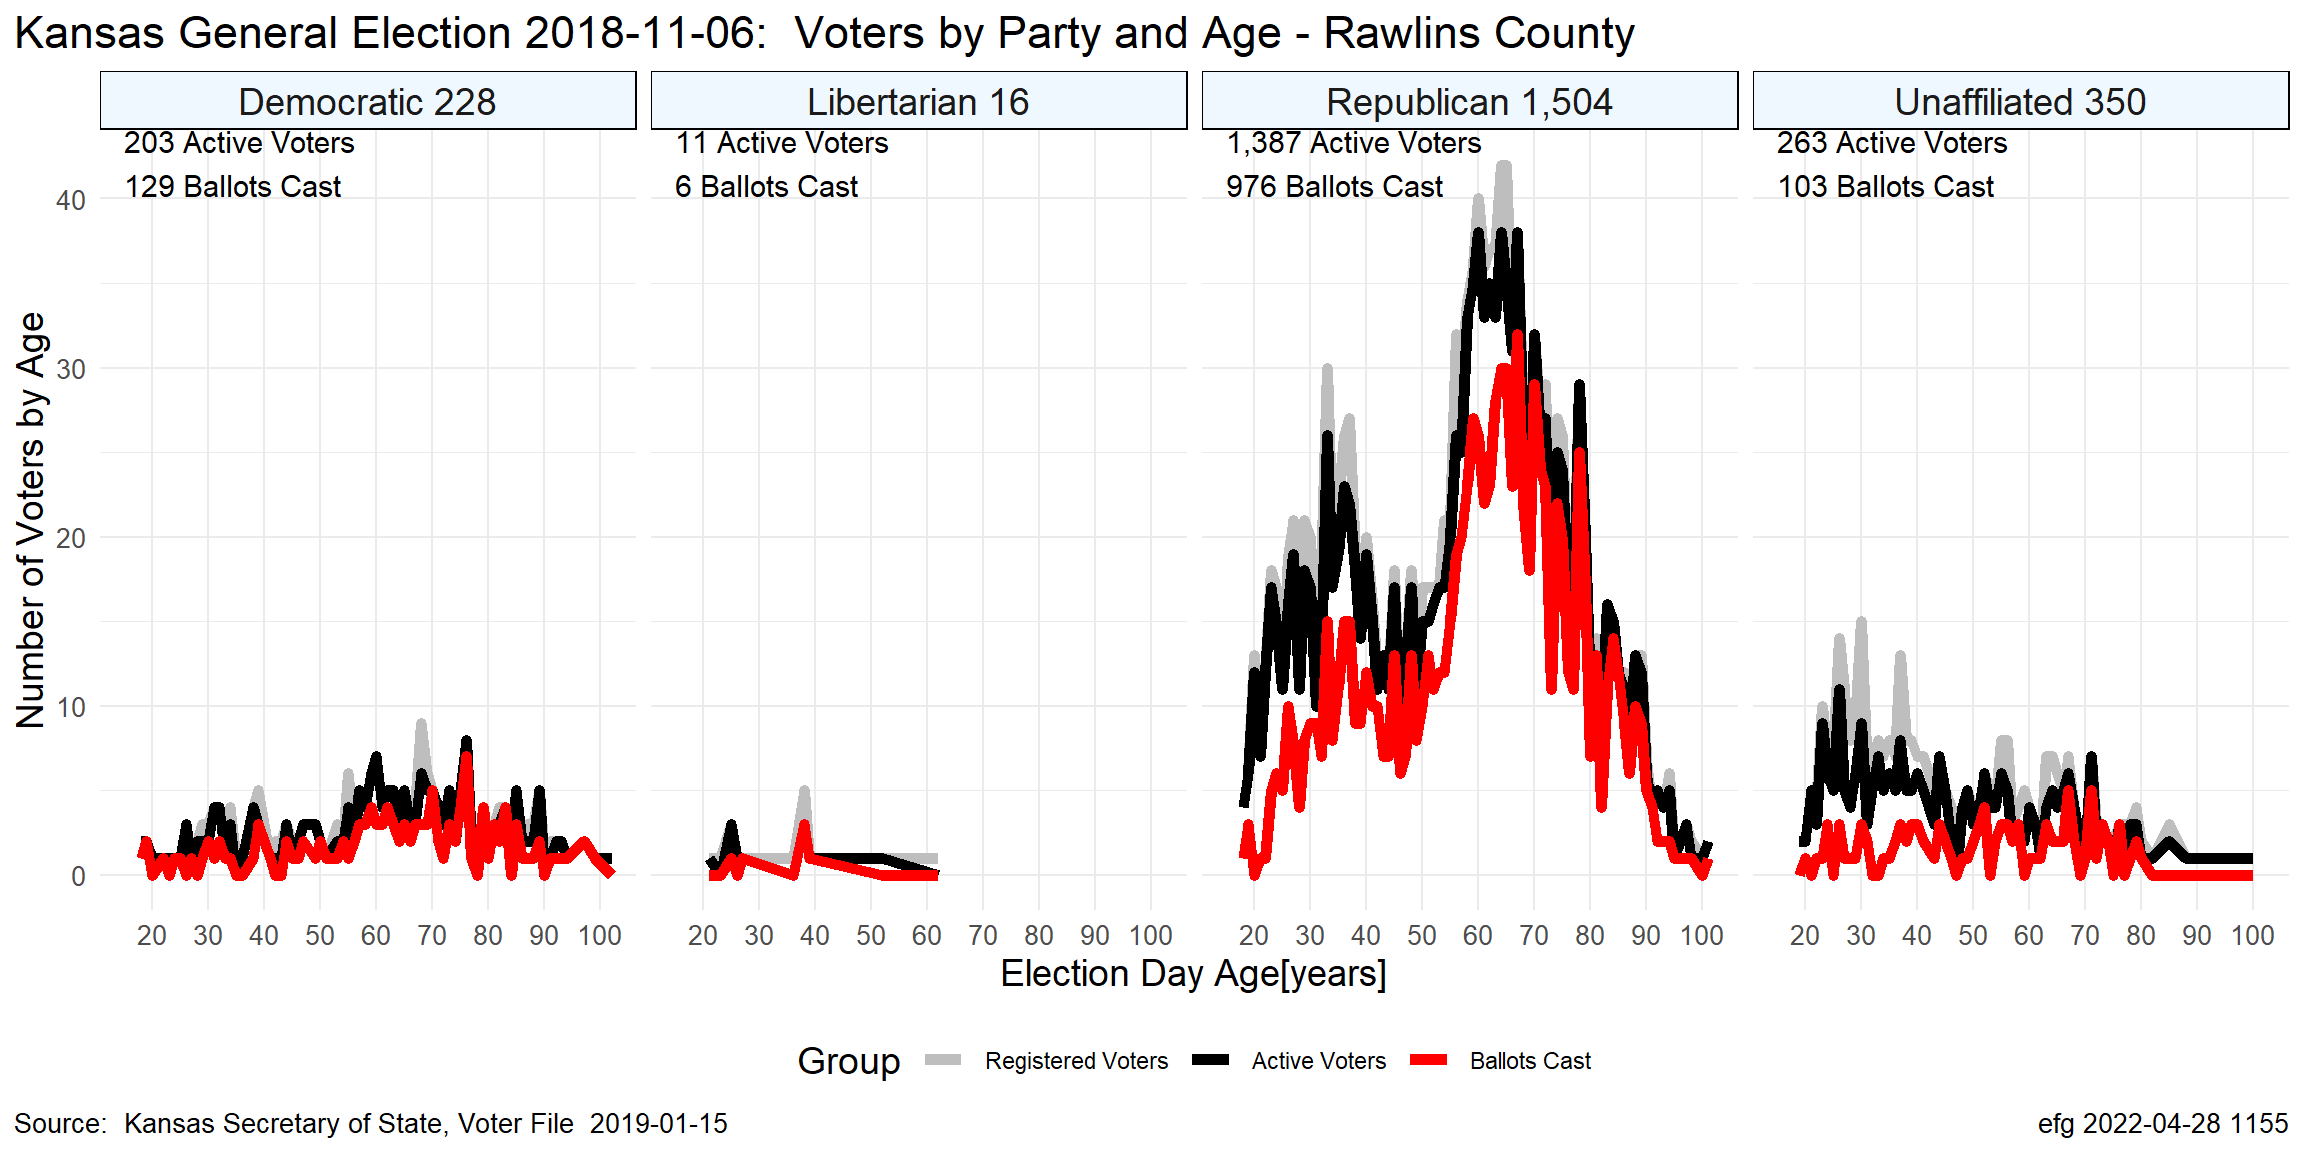 Kansas General Election 2018-11-06:  Voters by Party and Age - Rawlins County
Democratic 228
Libertarian 16
Republican 1,504
Unaffiliated 350
203 Active Voters
129 Ballots Cast
11 Active Voters
6 Ballots Cast
1,387 Active Voters
976 Ballots Cast
263 Active Voters
103 Ballots Cast
Number of Voters by Age
40
30
20
10
0
20 30 40 50 60 70 80 90 100
20 30 40 50 60 70 80 90 100
20 30 40 50 60 70 80 90 100
20 30 40 50 60 70 80 90 100
Election Day Age[years]
Group Registered Voters Active Voters Ballots Cast
Source:  Kansas Secretary of State, Voter File  2019-01-15
efg 2022-04-28 1155